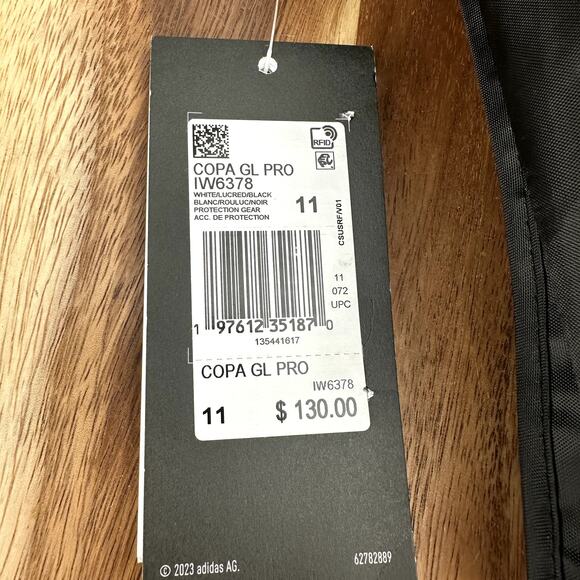 RFID
COPA GL PRO
IW6378
WHITE/LUCRED/BLACK
BLANC/ROULUC/NOIR
PROTECTION GEAR
ACC. DE PROTECTION
11
CSUSRF/V01
11
072
UPC
1 97612 35187 0
135441617
COPA GL PRO
IW6378
11 $ 130.00
© 2023 adidas AG. 62782889